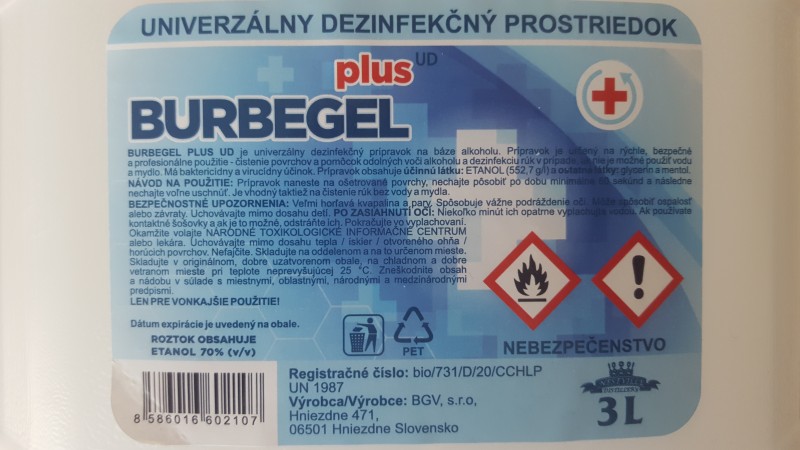 UNIVERZÁLNY DEZINFEKČNÝ PROSTRIEDOK
plus UD
BURBEGEL
BURBEGEL PLUS UD je univerzálny dezinfekčný prípravok na báze alkoholu. Prípravok je určený na rýchle, bezpečné
a profesionálne použitie - čistenie povrchov a pomôcok odolných voči alkoholu a dezinfekciu rúk v prípade, ak nie je možné použiť vodu
a mydlo. Má baktericídny a virucídny účinok. Prípravok obsahuje účinnú látku: ETANOL (552,7 g/l) a ostatné látky: glycerín a mentol.
NÁVOD NA POUŽITIE: Prípravok naneste na ošetrované povrchy, nechajte pôsobiť po dobu minimálne sekúnd a následne
nechajte voľne uschnúť. Je vhodný taktiež na čistenie rúk bez vody a mydla.
BEZPEČNOSTNÉ UPOZORNENIA: Veľmi horľavá kvapalina a pary. Spôsobuje vážne podráždenie očí. Môže spôsobiť ospalosť
alebo závraty. Uchovávajte mimo dosahu detí. PO ZASIAHNUTÍ OČÍ: Niekoľko minút ich opatrne vyplachujte vodou. Ak používate
kontaktné šošovky a ak je to možné, odstráňte ich. Pokračujte vo vyplachovaní.
Okamžite volajte NÁRODNÉ TOXIKOLOGICKÉ INFORMAČNÉ CENTRUM
alebo lekára. Uchovávajte mimo dosahu tepla / iskier / otvoreného ohňa /
horúcich povrchov. Nefajčite. Skladujte na oddelenom a na to určenom mieste.
Skladujte v originálnom, dobre uzatvorenom obale, na chladnom a dobre
vetranom mieste pri teplote neprevyšujúcej 25 °C. Zneškodnite obsah
a nádobu v súlade s miestnymi, oblastnými, národnými a medzinárodnými
predpismi.
LEN PRE VONKAJŠIE POUŽITIE!
Dátum expirácie je uvedený na obale.
ROZTOK OBSAHUJE
ETANOL 70% (v/v)
PET
NEBEZPEČENSTVO
8 586016 602107
Registračné číslo: bio/731/D/20/CCHLP
UN 1987
Výrobca/Výrobce: BGV, s.r.o,
Hniezdne 471,
06501 Hniezdne Slovensko
3 L